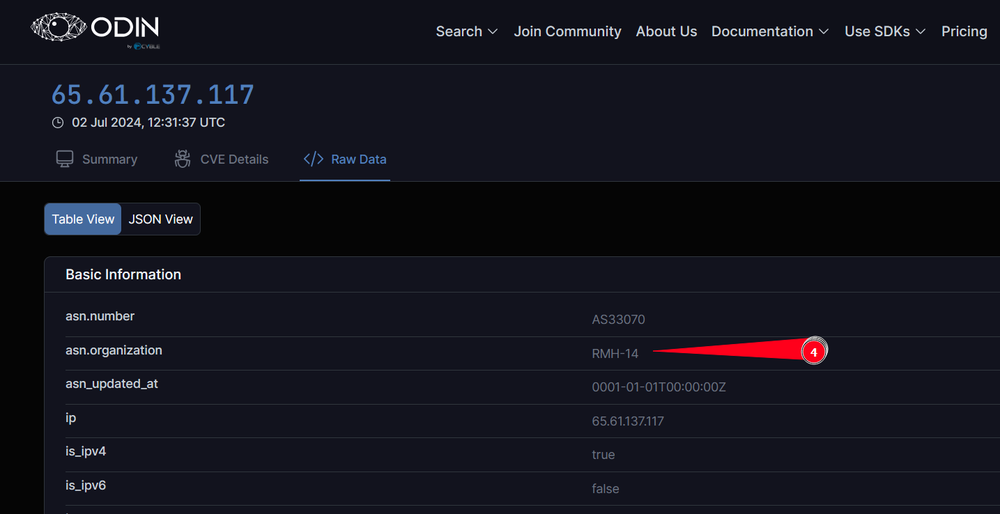 ODIN
by CYBLE
Search Join Community About Us Documentation Use SDKs Pricing
65.61.137.117
02 Jul 2024, 12:31:37 UTC
Summary CVE Details </> Raw Data
Table View JSON View
Basic Information
asn.number AS33070
asn.organization RMH-14 4
asn_updated_at 0001-01-01T00:00:00Z
ip 65.61.137.117
is_ipv4 true
is_ipv6 false